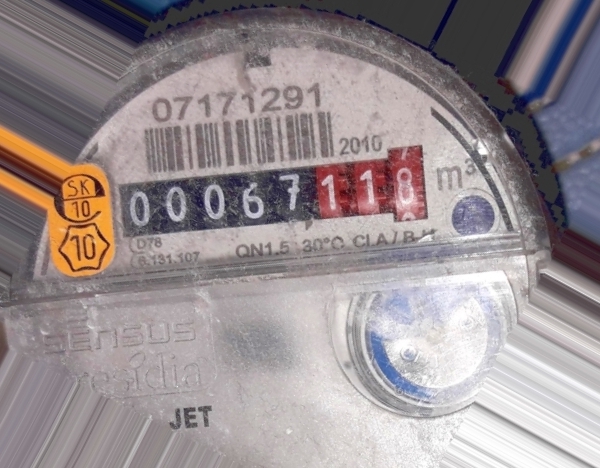 07171291
2010
SK
10
10
00067118 m³
D78
6.131.107
QN1.5 30°C Cl A / B-
SENSUS
residia
JET